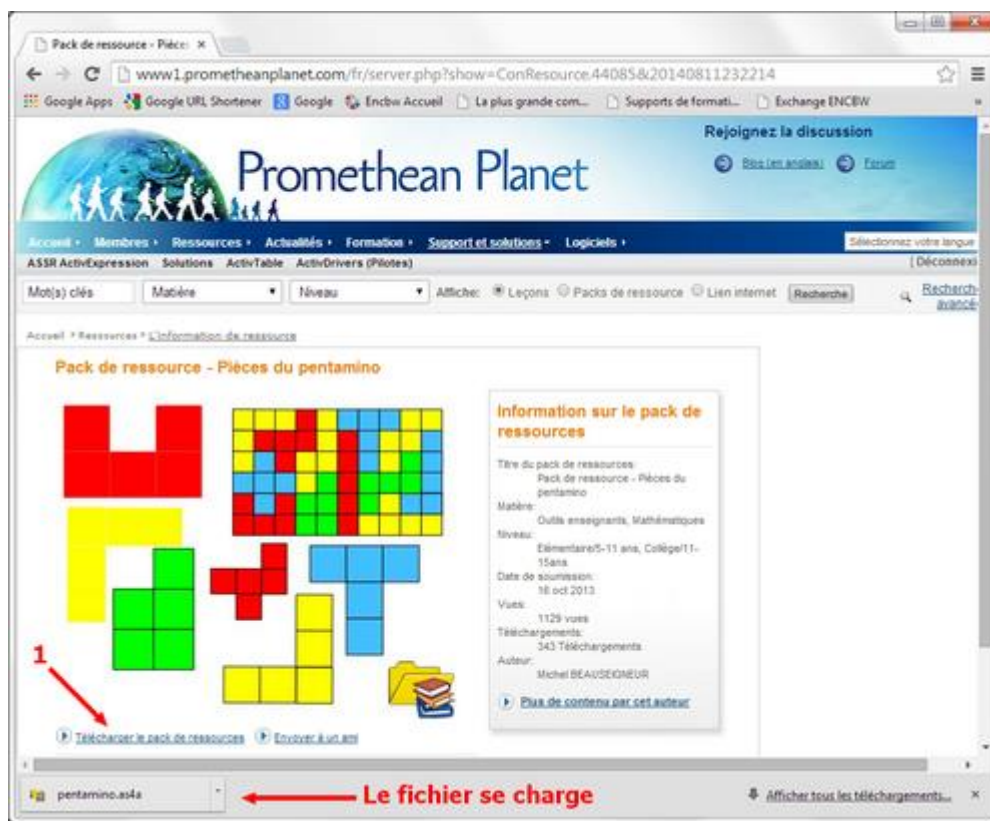 Pack de ressource - Pièce:
www1.prometheanplanet.com/fr/server.php?show=ConResource.44085&20140811232214
Google Apps Google URL Shortener Google Encbw Accueil La plus grande com... Supports de formati... Exchange ENCBW
Rejoignez la discussion
Promethean Planet
Blog (en anglais) Forum
Accueil Membres Ressources Actualités Formation Support et solutions Logiciels Sélectionnez votre langue
ASSR ActivExpression Solutions ActivTable ActivDrivers (Pilotes) [Déconnexi
Mot(s) clés Matière Niveau Affiche: Leçons Packs de ressource Lien internet Recherche Recherch
avancé
Accueil Ressources L'information de ressource
Pack de ressource - Pièces du pentamino
Information sur le pack de
ressources
Titre du pack de ressources:
Pack de ressource - Pièces du
pentamino
Matière:
Outils enseignants, Mathématiques
Niveau:
Elémentaire/5-11 ans, Collège/11-
15ans
Date de soumission:
16 oct 2013
Vues:
1129 vues
Téléchargements:
343 Téléchargements
Auteur:
Michel BEAUSEIGNEUR
Plus de contenu par cet auteur
1
Télécharger le pack de ressources Envoyer à un ami
pentamino.as4a
Le fichier se charge
Afficher tous les téléchargements...